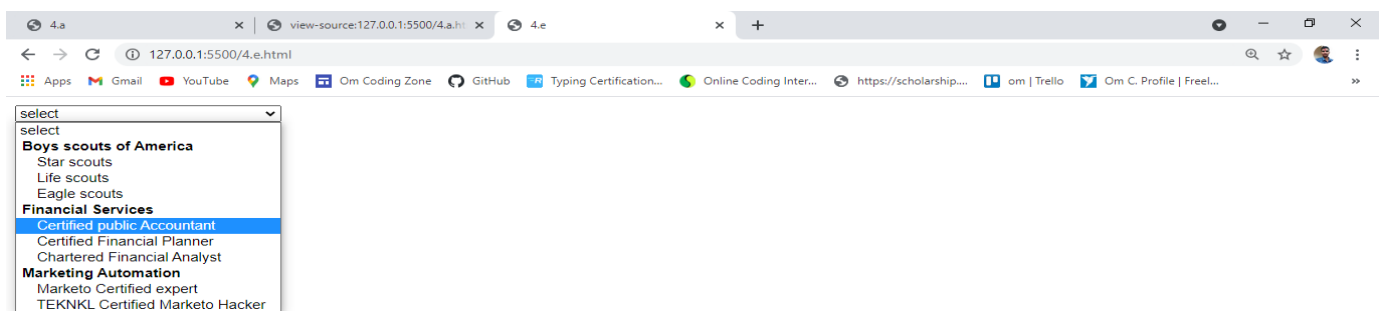 4.a view-source:127.0.0.1:5500/4.a.ht 4.e
127.0.0.1:5500/4.e.html
Apps Gmail YouTube Maps Om Coding Zone GitHub Typing Certification... Online Coding Inter... https://scholarship.... om | Trello Om C. Profile | Freel... »
select
select
Boys scouts of America
Star scouts
Life scouts
Eagle scouts
Financial Services
Certified public Accountant
Certified Financial Planner
Chartered Financial Analyst
Marketing Automation
Marketo Certified expert
TEKNKL Certified Marketo Hacker